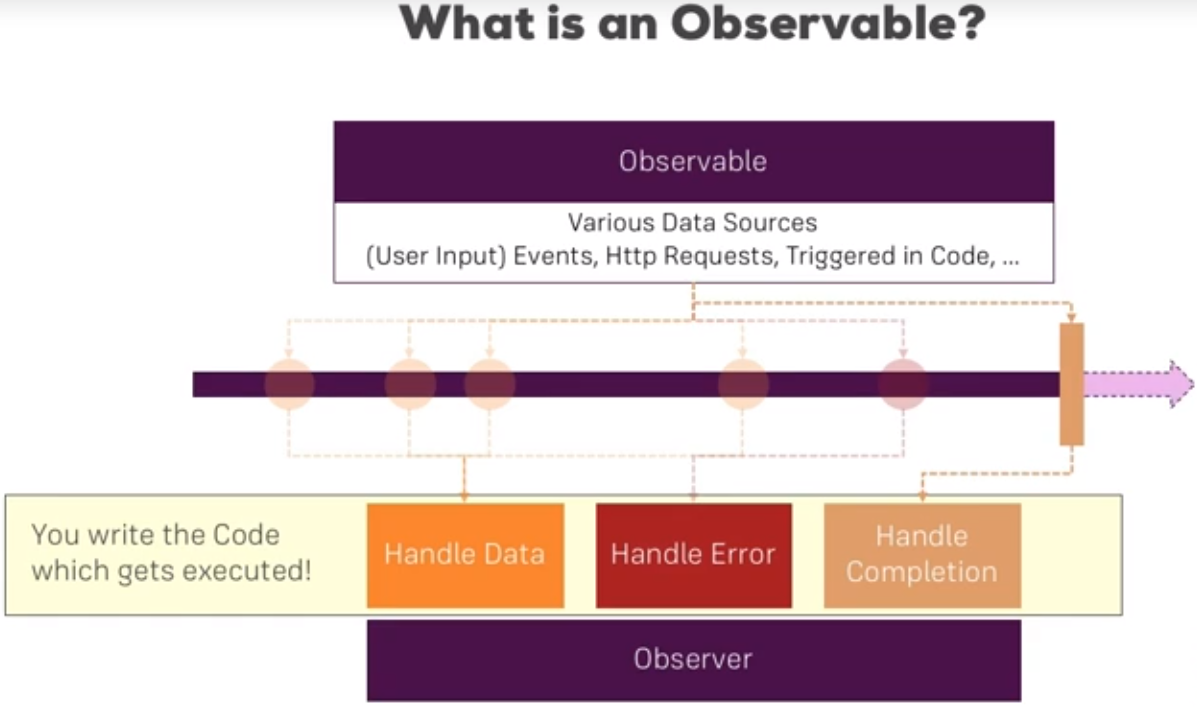 What is an Observable?
Observable
Various Data Sources
(User Input) Events, Http Requests, Triggered in Code, ...
You write the Code
which gets executed!
Handle Data
Handle Error
Handle
Completion
Observer